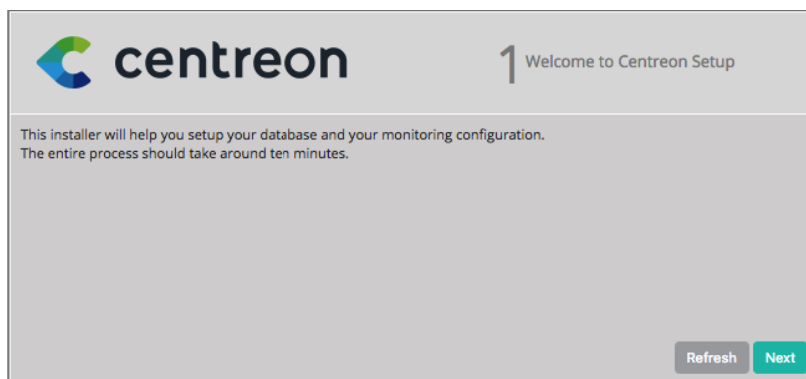 centreon
1 Welcome to Centreon Setup
This installer will help you setup your database and your monitoring configuration.
The entire process should take around ten minutes.
Refresh Next